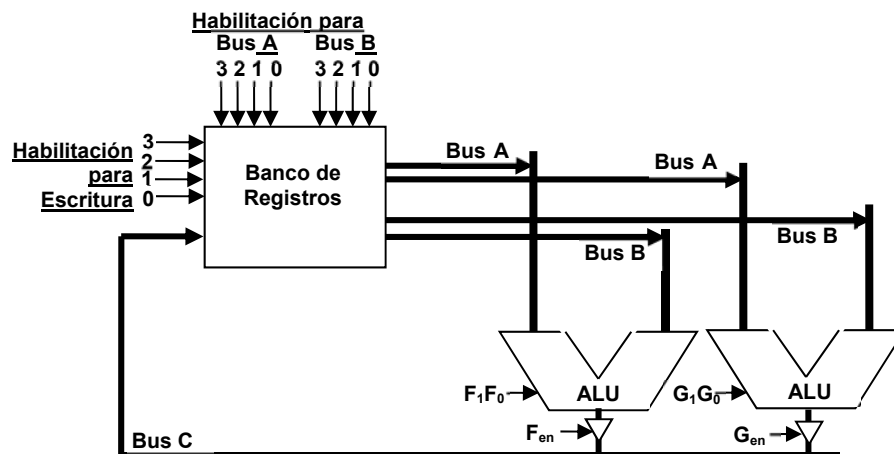 Habilitación para
Bus A Bus B
3 2 1 0 3 2 1 0
Habilitación
para
Escritura
3
2
1
0
Banco de
Registros
Bus A
Bus A
Bus B
Bus B
F₁F₀
ALU
G₁G₀
ALU
Fen
Gen
Bus C